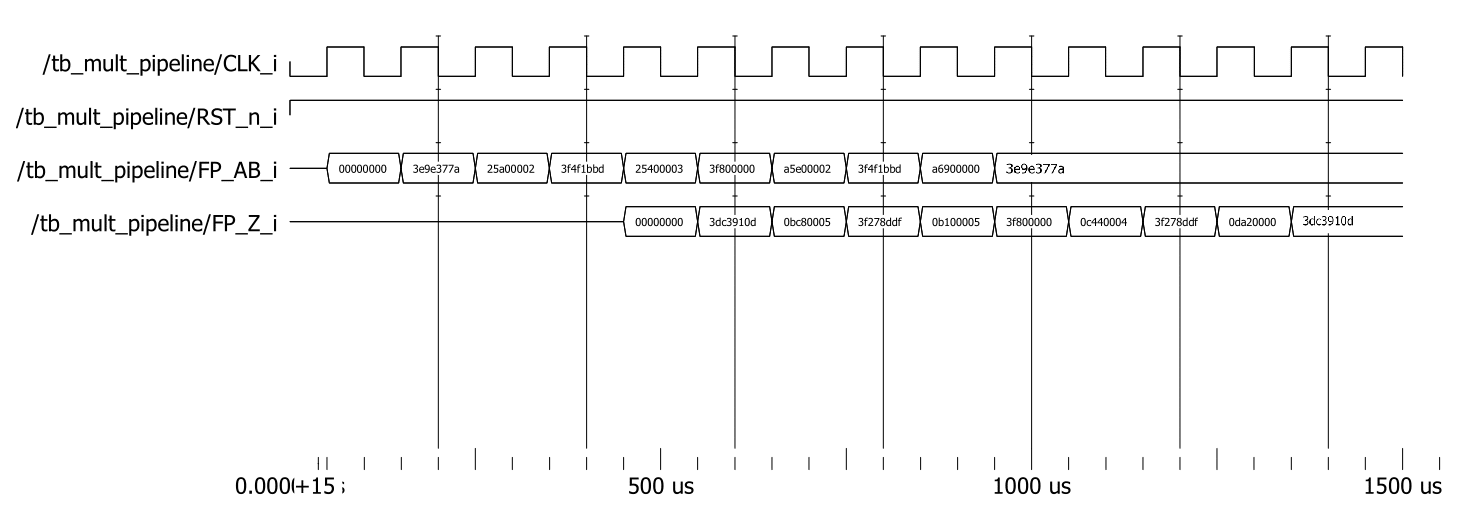 /tb_mult_pipeline/CLK_i
/tb_mult_pipeline/RST_n_i
/tb_mult_pipeline/FP_AB_i 00000000 3e9e377a 25a00002 3f4f1bbd 25400003 3f800000 a5e00002 3f4f1bbd a6900000 3e9e377a
/tb_mult_pipeline/FP_Z_i 00000000 3dc3910d 0bc80005 3f278ddf 0b100005 3f800000 0c440004 3f278ddf 0da20000 3dc3910d
0.000 +15 500 us 1000 us 1500 us